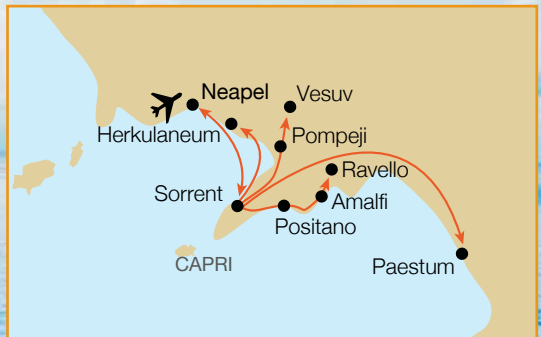 Neapel
Vesuv
Herkulaneum
Pompeji
Ravello
Sorrent
Amalfi
Positano
CAPRI
Paestum